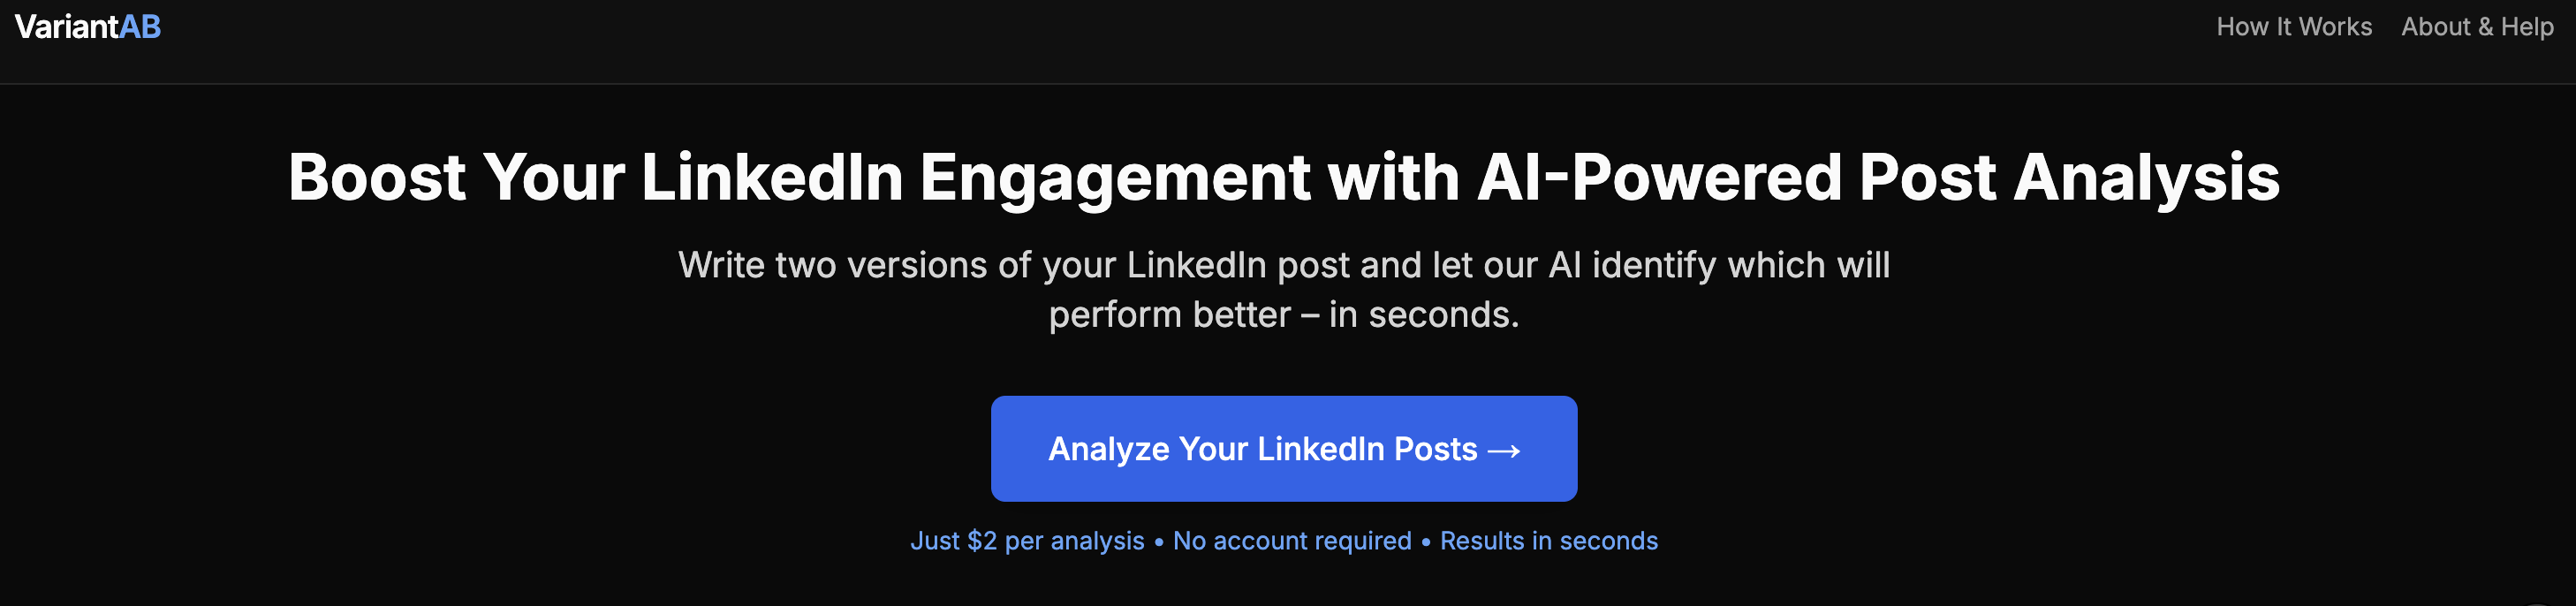 VariantAB
How It Works
About & Help
Boost Your LinkedIn Engagement with AI-Powered Post Analysis
Write two versions of your LinkedIn post and let our AI identify which will
perform better – in seconds.
Analyze Your LinkedIn Posts →
Just $2 per analysis • No account required • Results in seconds